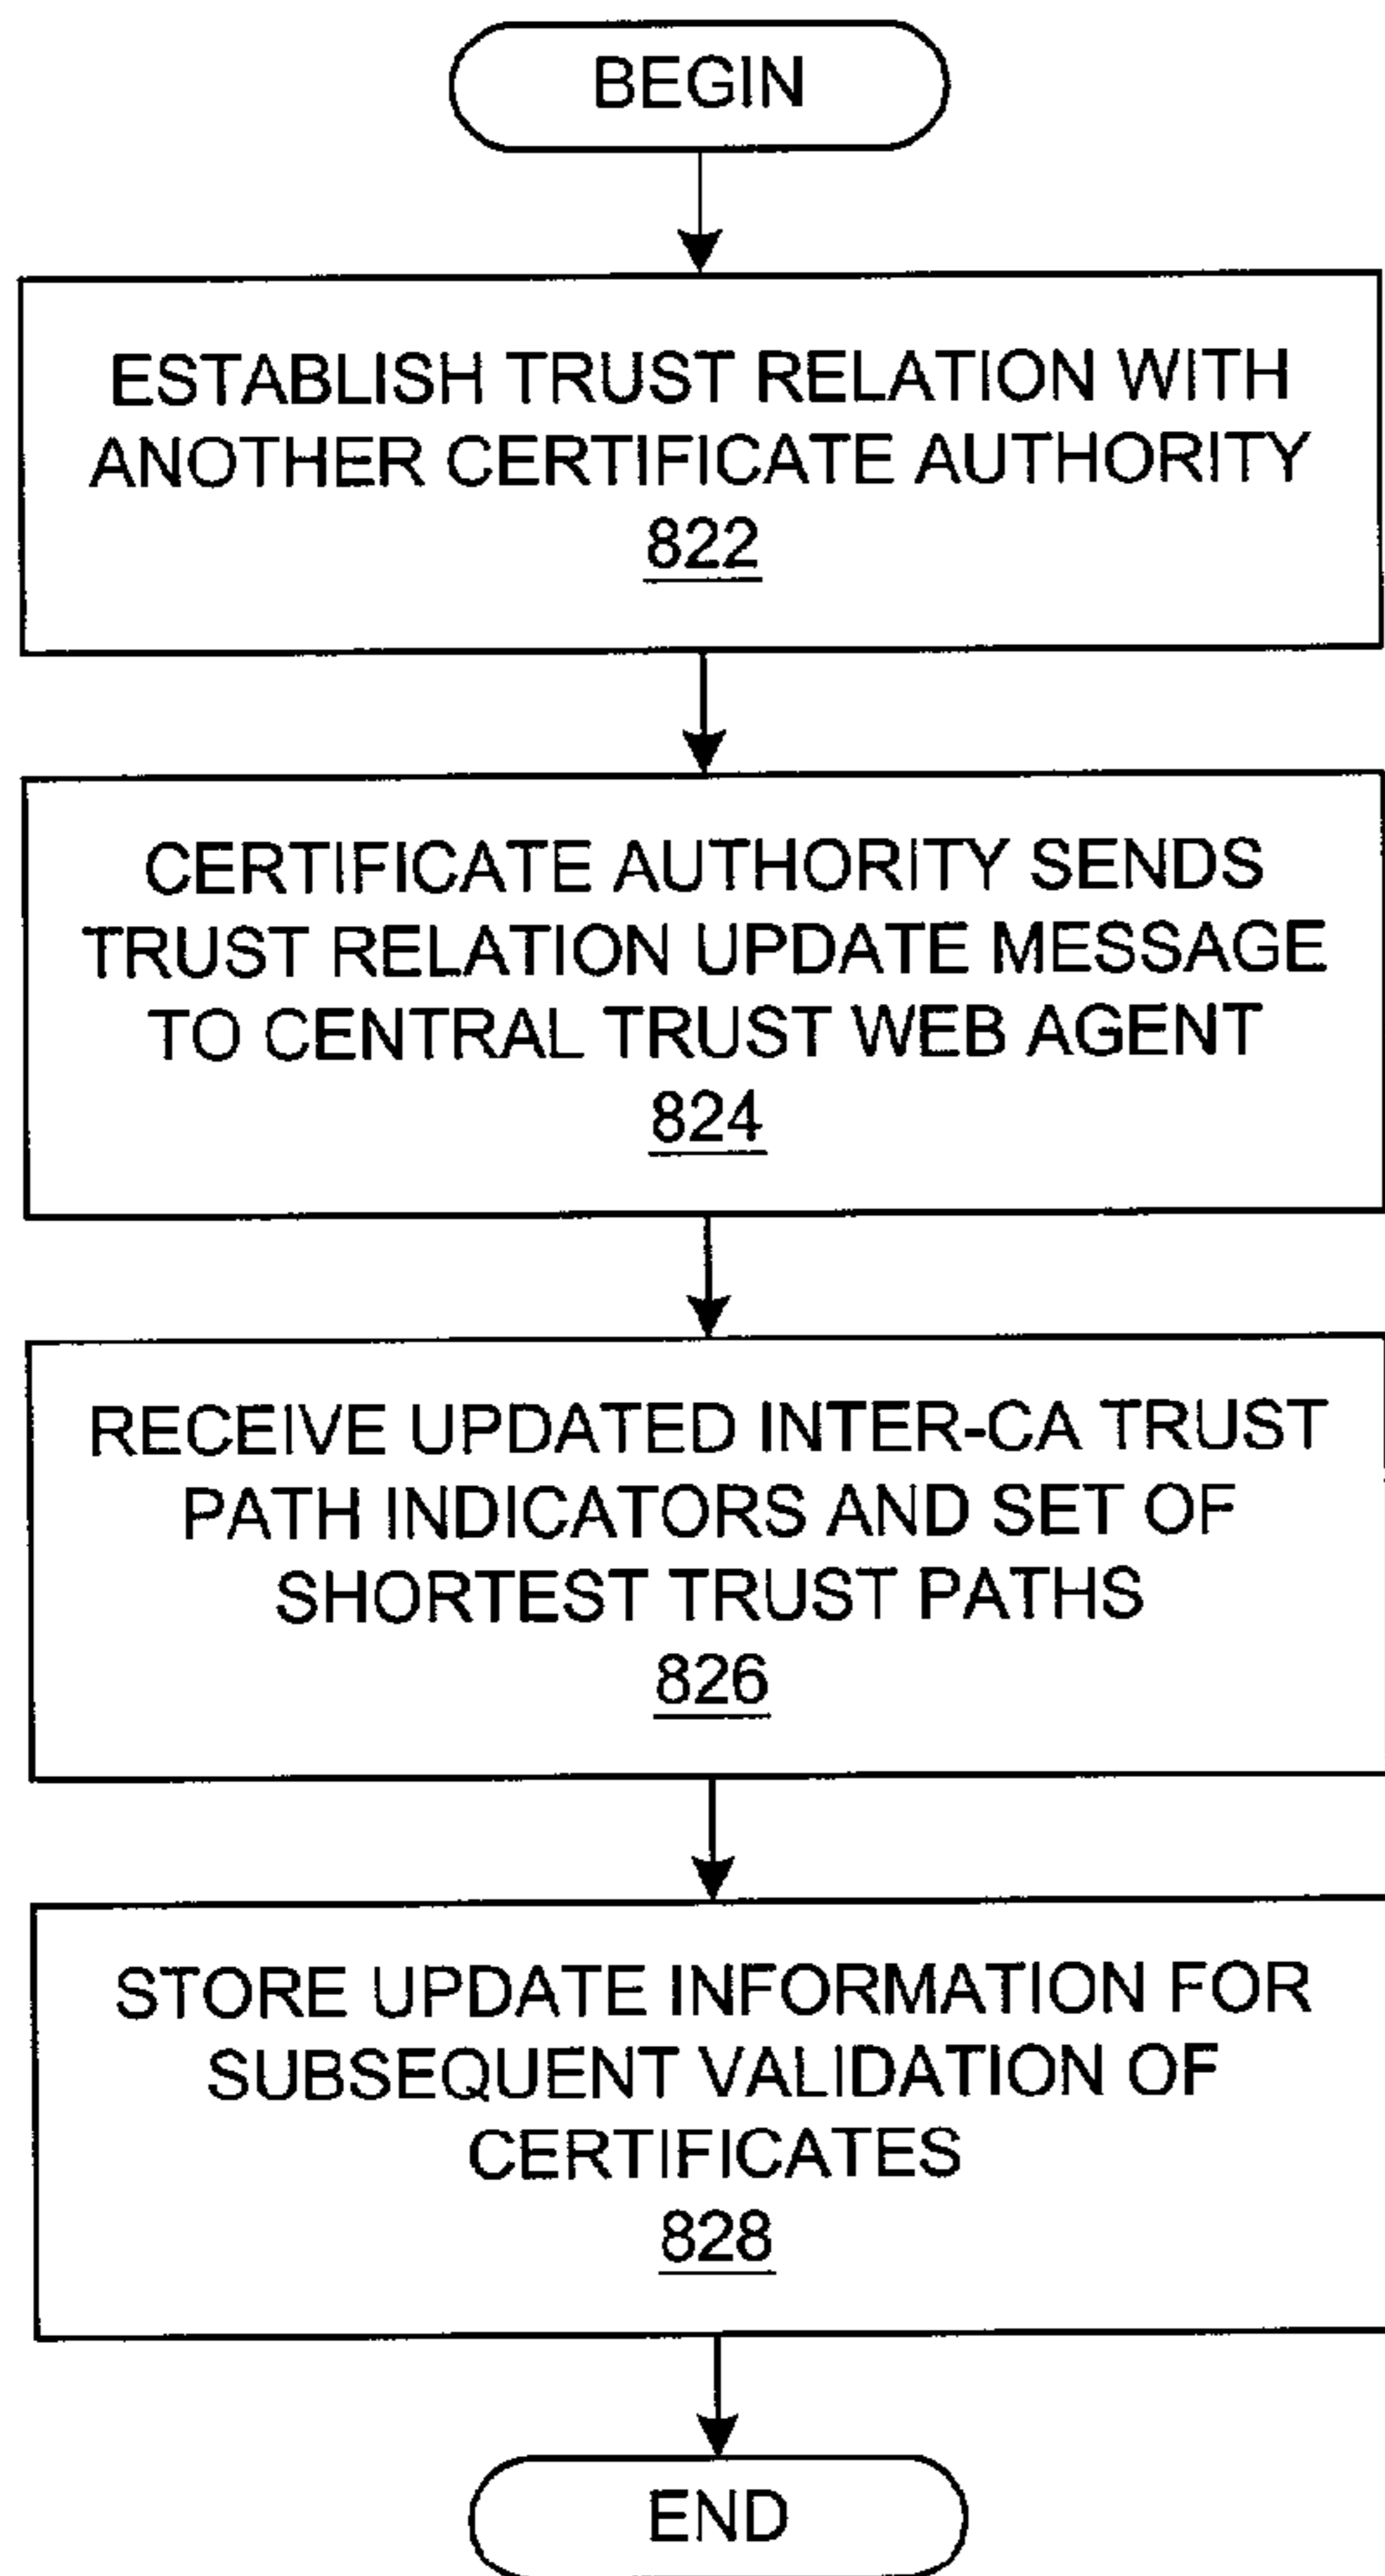 BEGIN
ESTABLISH TRUST RELATION WITH
ANOTHER CERTIFICATE AUTHORITY
822
CERTIFICATE AUTHORITY SENDS
TRUST RELATION UPDATE MESSAGE
TO CENTRAL TRUST WEB AGENT
824
RECEIVE UPDATED INTER-CA TRUST
PATH INDICATORS AND SET OF
SHORTEST TRUST PATHS
826
STORE UPDATE INFORMATION FOR
SUBSEQUENT VALIDATION OF
CERTIFICATES
828
END